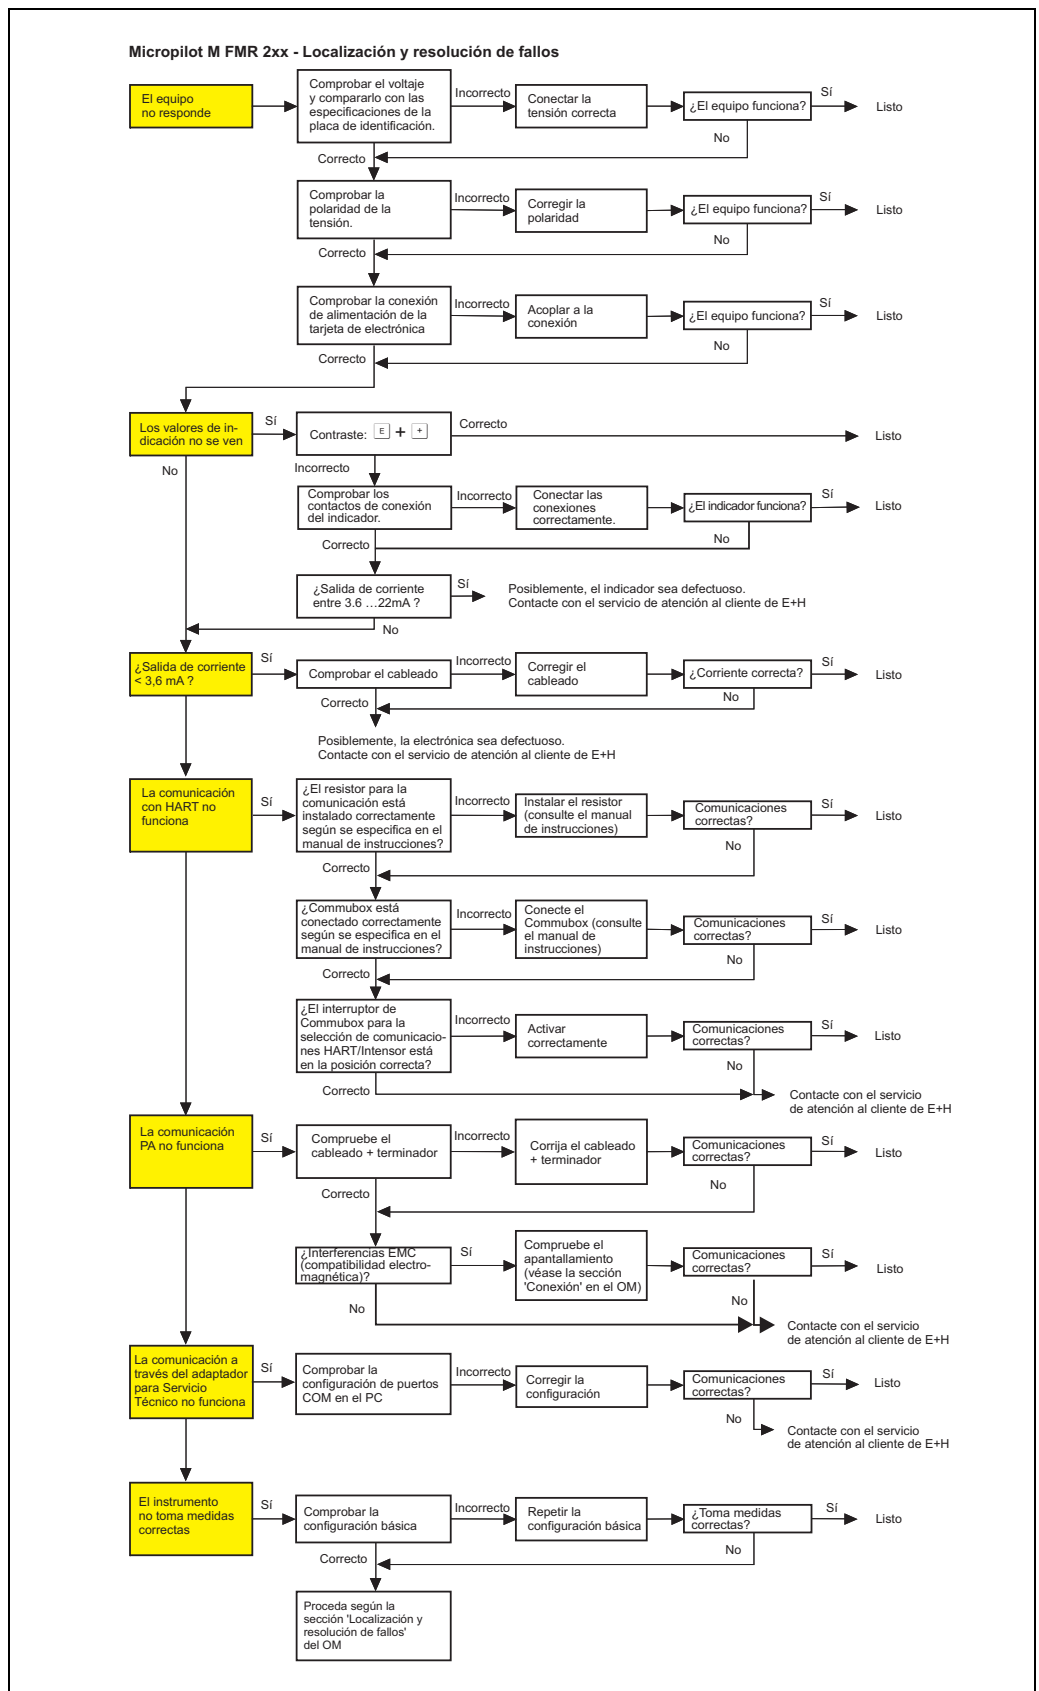 Micropilot M FMR 2xx - Localización y resolución de fallos
El equipo
no responde
Comprobar el voltaje
y compararlo con las
especificaciones de la
placa de identificación.
Incorrecto
Conectar la
tensión correcta
¿El equipo funciona?
Sí
Listo
No
Correcto
Comprobar la
polaridad de la
tensión.
Incorrecto
Corregir la
polaridad
¿El equipo funciona?
Sí
Listo
No
Correcto
Comprobar la conexión
de alimentación de la
tarjeta de electrónica
Incorrecto
Acoplar a la
conexión
¿El equipo funciona?
Sí
Listo
No
Correcto
Los valores de in-
dicación no se ven
Sí
Contraste: E + +
Correcto
Listo
No
Incorrecto
Comprobar los
contactos de conexión
del indicador.
Incorrecto
Conectar las
conexiones
correctamente.
¿El indicador funciona?
Sí
Listo
No
Correcto
¿Salida de corriente
entre 3.6 ...22mA ?
Sí
Posiblemente, el indicador sea defectuoso.
Contacte con el servicio de atención al cliente de E+H
No
¿Salida de corriente
< 3,6 mA ?
Sí
Comprobar el cableado
Incorrecto
Corregir el
cableado
¿Corriente correcta?
Sí
Listo
No
Correcto
Posiblemente, la electrónica sea defectuoso.
Contacte con el servicio de atención al cliente de E+H
La comunicación
con HART no
funciona
Sí
¿El resistor para la
comunicación está
instalado correctamente
según se especifica en el
manual de instrucciones?
Incorrecto
Instalar el resistor
(consulte el manual
de instrucciones)
Comunicaciones
correctas?
Sí
Listo
No
Correcto
¿Commubox está
conectado correctamente
según se especifica en el
manual de instrucciones?
Incorrecto
Conecte el
Commubox (consulte
el manual de
instrucciones)
Comunicaciones
correctas?
Sí
Listo
No
Correcto
¿El interruptor de
Commubox para la
selección de comunicacio-
nes HART/Intensor está
en la posición correcta?
Incorrecto
Activar
correctamente
Comunicaciones
correctas?
Sí
Listo
No
Correcto
Contacte con el servicio
de atención al cliente de E+H
La comunicación
PA no funciona
Sí
Compruebe el
cableado + terminador
Incorrecto
Corrija el cableado
+ terminador
Comunicaciones
correctas?
Sí
Listo
No
Correcto
¿Interferencias EMC
(compatibilidad electro-
magnética)?
Sí
Compruebe el
apantallamiento
(véase la sección
'Conexión' en el OM)
Comunicaciones
correctas?
Sí
Listo
No
No
Contacte con el servicio
de atención al cliente de E+H
La comunicación a
través del adaptador
para Servicio
Técnico no funciona
Sí
Comprobar la
configuración de puertos
COM en el PC
Incorrecto
Corregir la
configuración
Comunicaciones
correctas?
Sí
Listo
No
Contacte con el servicio
de atención al cliente de E+H
El instrumento
no toma medidas
correctas
Sí
Comprobar la
configuración básica
Incorrecto
Repetir la
configuración básica
¿Toma medidas
correctas?
Sí
Listo
No
Correcto
Proceda según la
sección 'Localización y
resolución de fallos'
del OM